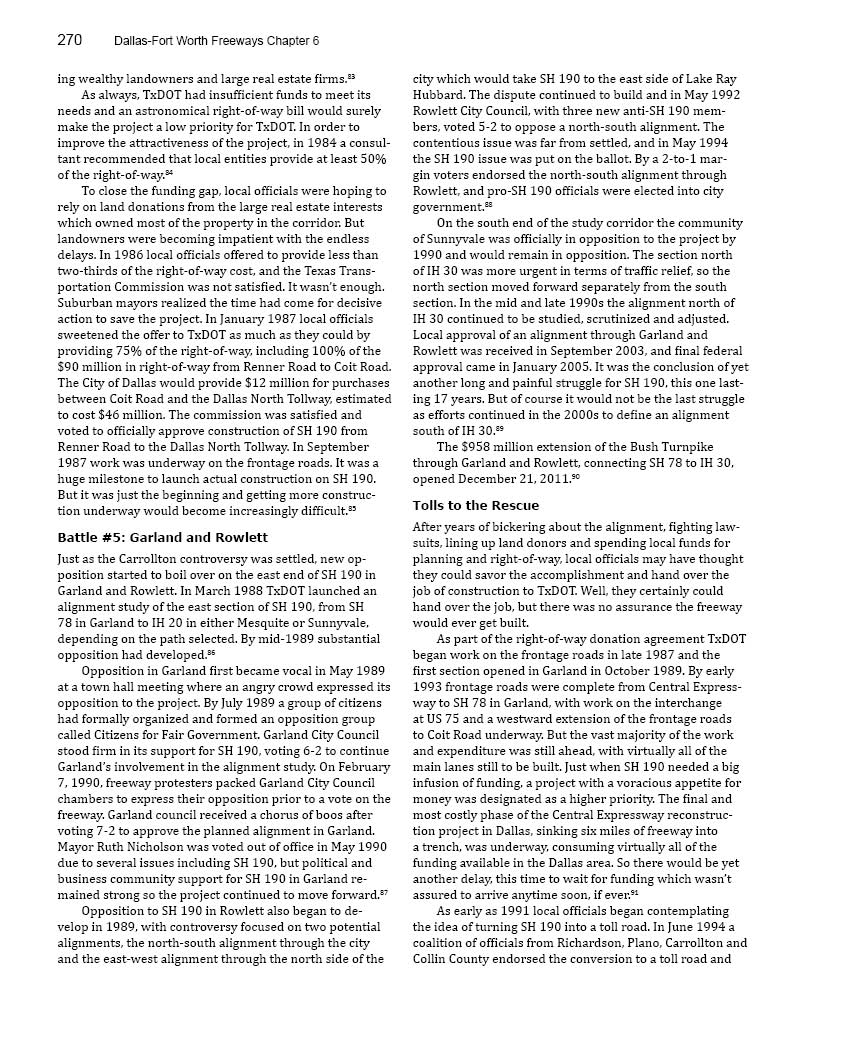 270 Dallas-Fort Worth Freeways Chapter 6
ing wealthy landowners and large real estate firms.⁸³
As always, TxDOT had insufficient funds to meet its
needs and an astronomical right-of-way bill would surely
make the project a low priority for TxDOT. In order to
improve the attractiveness of the project, in 1984 a consul-
tant recommended that local entities provide at least 50%
of the right-of-way.⁸⁴
To close the funding gap, local officials were hoping to
rely on land donations from the large real estate interests
which owned most of the property in the corridor. But
landowners were becoming impatient with the endless
delays. In 1986 local officials offered to provide less than
two-thirds of the right-of-way cost, and the Texas Trans-
portation Commission was not satisfied. It wasn't enough.
Suburban mayors realized the time had come for decisive
action to save the project. In January 1987 local officials
sweetened the offer to TxDOT as much as they could by
providing 75% of the right-of-way, including 100% of the
$90 million in right-of-way from Renner Road to Coit Road.
The City of Dallas would provide $12 million for purchases
between Coit Road and the Dallas North Tollway, estimated
to cost $46 million. The commission was satisfied and
voted to officially approve construction of SH 190 from
Renner Road to the Dallas North Tollway. In September
1987 work was underway on the frontage roads. It was a
huge milestone to launch actual construction on SH 190.
But it was just the beginning and getting more construc-
tion underway would become increasingly difficult.⁸⁵
Battle #5: Garland and Rowlett
Just as the Carrollton controversy was settled, new op-
position started to boil over on the east end of SH 190 in
Garland and Rowlett. In March 1988 TxDOT launched an
alignment study of the east section of SH 190, from SH
78 in Garland to IH 20 in either Mesquite or Sunnyvale,
depending on the path selected. By mid-1989 substantial
opposition had developed.⁸⁶
Opposition in Garland first became vocal in May 1989
at a town hall meeting where an angry crowd expressed its
opposition to the project. By July 1989 a group of citizens
had formally organized and formed an opposition group
called Citizens for Fair Government. Garland City Council
stood firm in its support for SH 190, voting 6-2 to continue
Garland's involvement in the alignment study. On February
7, 1990, freeway protesters packed Garland City Council
chambers to express their opposition prior to a vote on the
freeway. Garland council received a chorus of boos after
voting 7-2 to approve the planned alignment in Garland.
Mayor Ruth Nicholson was voted out of office in May 1990
due to several issues including SH 190, but political and
business community support for SH 190 in Garland re-
mained strong so the project continued to move forward.⁸⁷
Opposition to SH 190 in Rowlett also began to de-
velop in 1989, with controversy focused on two potential
alignments, the north-south alignment through the city
and the east-west alignment through the north side of the
city which would take SH 190 to the east side of Lake Ray
Hubbard. The dispute continued to build and in May 1992
Rowlett City Council, with three new anti-SH 190 mem-
bers, voted 5-2 to oppose a north-south alignment. The
contentious issue was far from settled, and in May 1994
the SH 190 issue was put on the ballot. By a 2-to-1 mar-
gin voters endorsed the north-south alignment through
Rowlett, and pro-SH 190 officials were elected into city
government.⁸⁸
On the south end of the study corridor the community
of Sunnyvale was officially in opposition to the project by
1990 and would remain in opposition. The section north
of IH 30 was more urgent in terms of traffic relief, so the
north section moved forward separately from the south
section. In the mid and late 1990s the alignment north of
IH 30 continued to be studied, scrutinized and adjusted.
Local approval of an alignment through Garland and
Rowlett was received in September 2003, and final federal
approval came in January 2005. It was the conclusion of yet
another long and painful struggle for SH 190, this one last-
ing 17 years. But of course it would not be the last struggle
as efforts continued in the 2000s to define an alignment
south of IH 30.⁸⁹
The $958 million extension of the Bush Turnpike
through Garland and Rowlett, connecting SH 78 to IH 30,
opened December 21, 2011.⁹⁰
Tolls to the Rescue
After years of bickering about the alignment, fighting law-
suits, lining up land donors and spending local funds for
planning and right-of-way, local officials may have thought
they could savor the accomplishment and hand over the
job of construction to TxDOT. Well, they certainly could
hand over the job, but there was no assurance the freeway
would ever get built.
As part of the right-of-way donation agreement TxDOT
began work on the frontage roads in late 1987 and the
first section opened in Garland in October 1989. By early
1993 frontage roads were complete from Central Express-
way to SH 78 in Garland, with work on the interchange
at US 75 and a westward extension of the frontage roads
to Coit Road underway. But the vast majority of the work
and expenditure was still ahead, with virtually all of the
main lanes still to be built. Just when SH 190 needed a big
infusion of funding, a project with a voracious appetite for
money was designated as a higher priority. The final and
most costly phase of the Central Expressway reconstruc-
tion project in Dallas, sinking six miles of freeway into
a trench, was underway, consuming virtually all of the
funding available in the Dallas area. So there would be yet
another delay, this time to wait for funding which wasn't
assured to arrive anytime soon, if ever.⁹¹
As early as 1991 local officials began contemplating
the idea of turning SH 190 into a toll road. In June 1994 a
coalition of officials from Richardson, Plano, Carrollton and
Collin County endorsed the conversion to a toll road and